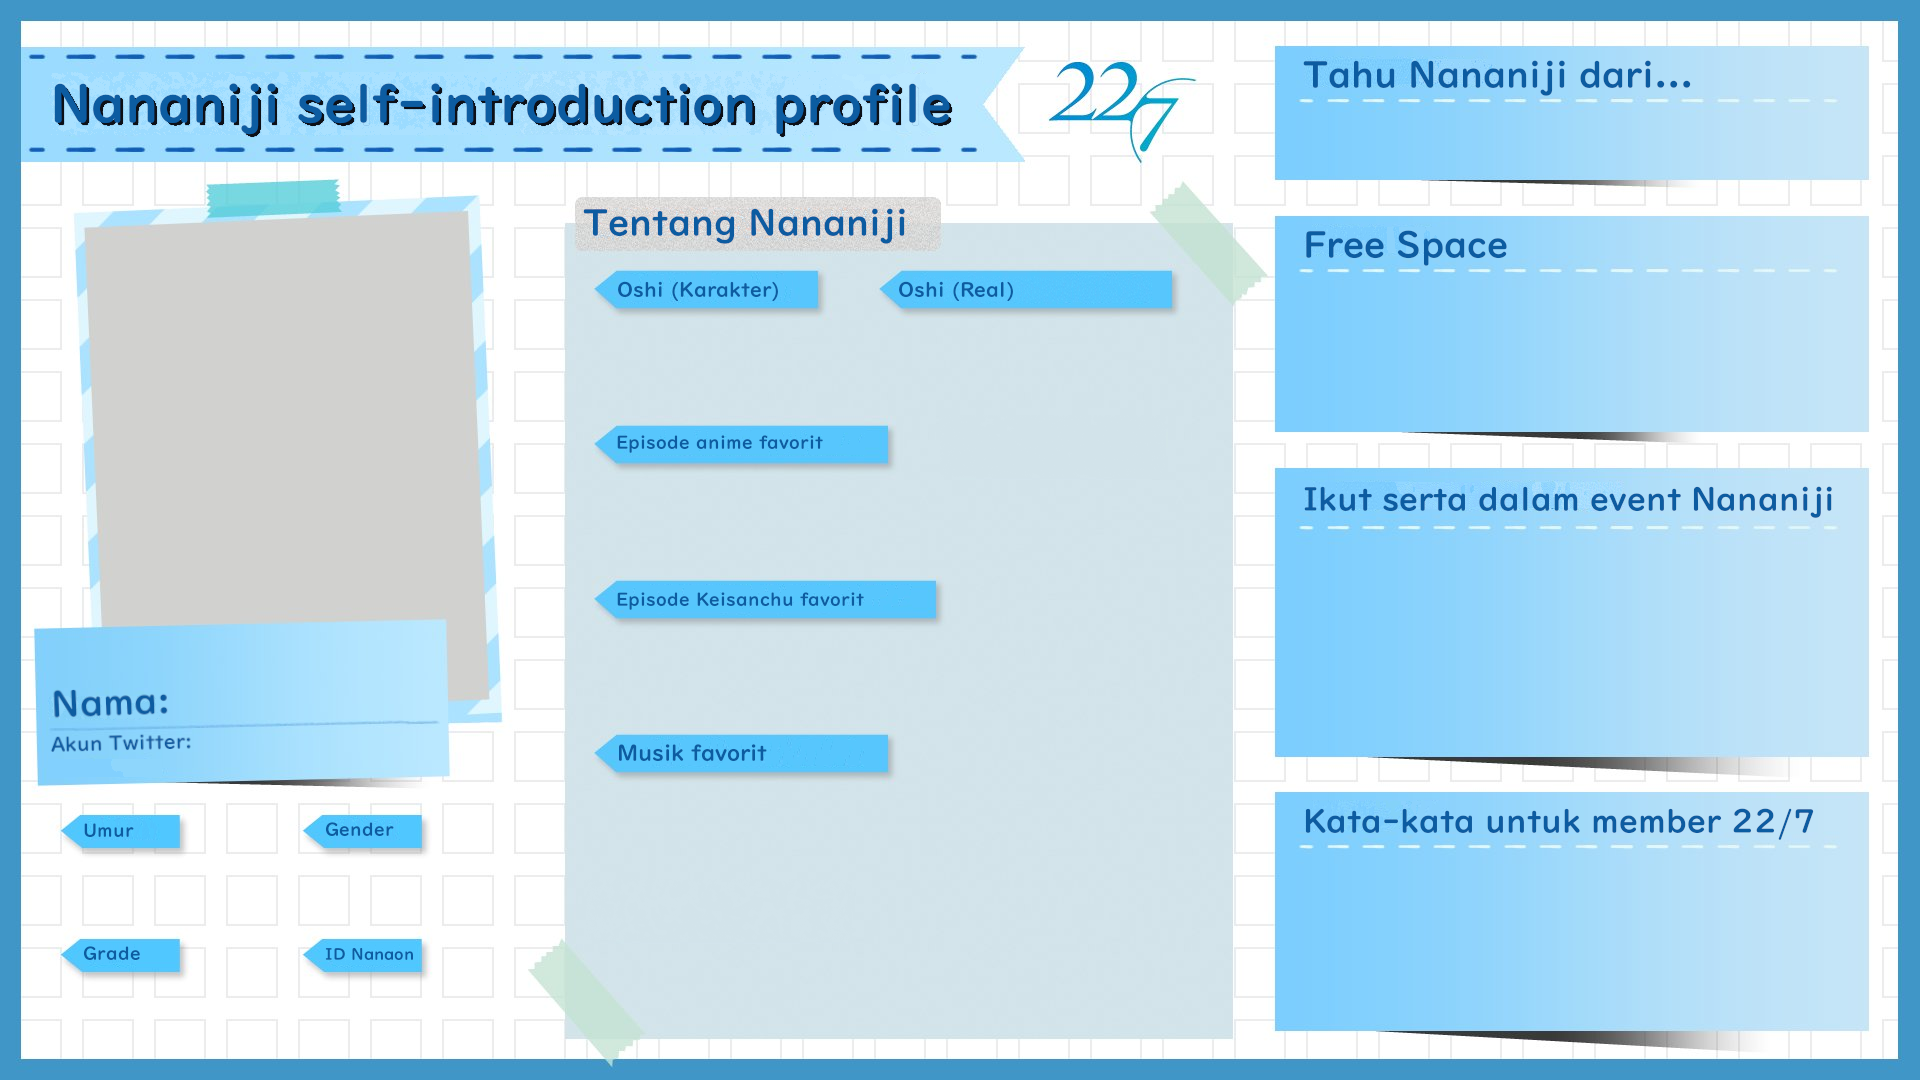 Nananiji self-introduction profile
22/7
Nama:
Akun Twitter:
Umur
Gender
Grade
ID Nanaon
Tentang Nananiji
Oshi (Karakter)
Oshi (Real)
Episode anime favorit
Episode Keisanchu favorit
Musik favorit
Tahu Nananiji dari...
Free Space
Ikut serta dalam event Nananiji
Kata-kata untuk member 22/7